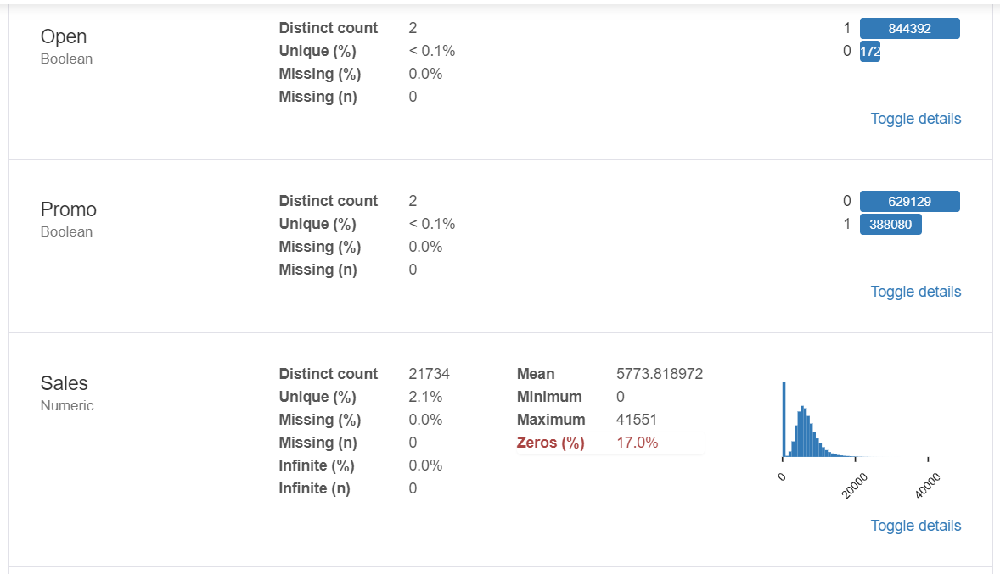 Open
Boolean
Distinct count 2
Unique (%) < 0.1%
Missing (%) 0.0%
Missing (n) 0
1 844392
0 172
Toggle details
Promo
Boolean
Distinct count 2
Unique (%) < 0.1%
Missing (%) 0.0%
Missing (n) 0
0 629129
1 388080
Toggle details
Sales
Numeric
Distinct count 21734
Unique (%) 2.1%
Missing (%) 0.0%
Missing (n) 0
Infinite (%) 0.0%
Infinite (n) 0
Mean 5773.818972
Minimum 0
Maximum 41551
Zeros (%) 17.0%
0 20000 40000
Toggle details